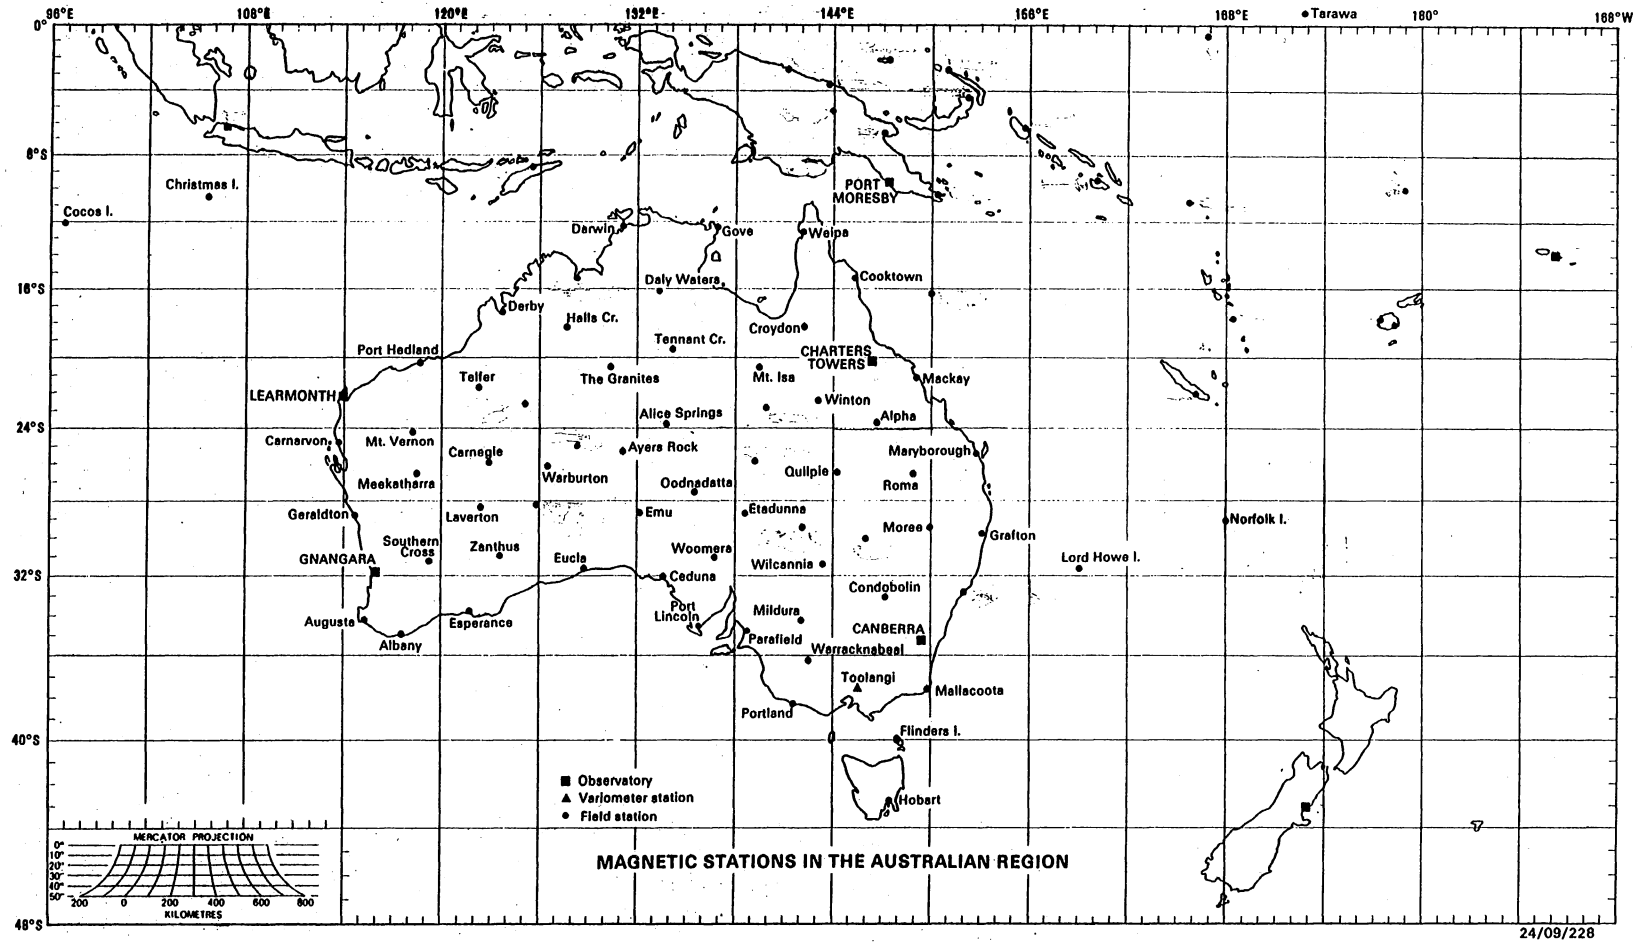 96°E 108°E 120°E 132°E 144°E 156°E 168°E 180° 168°W
Tarawa
0°
8°S
Christmas I.
Cocos I.
PORT
MORESBY
Darwin
Gove
Weipa
Daly Waters
Cooktown
16°S
Derby
Halls Cr.
Croydon
Tennant Cr.
Port Hedland
CHARTERS
TOWERS
Telfer
The Granites
Mt. Isa
Mackay
LEARMONTH
Winton
Alice Springs
Alpha
24°S
Carnarvon
Mt. Vernon
Carnegie
Ayers Rock
Maryborough
Meekatharra
Warburton
Quilpie
Oodnadatta
Roma
Geraldton
Laverton
Emu
Etadunna
Moree
Norfolk I.
Grafton
Southern
Cross
Zanthus
Woomera
GNANGARA
Eucla
Wilcannia
Lord Howe I.
32°S
Ceduna
Condobolin
Port
Lincoln
Mildura
Augusta
Esperance
Albany
Parafield
CANBERRA
Warracknabeal
Toolangi
Mallacoota
Portland
Flinders I.
40°S
Observatory
Variometer station
Field station
Hobart
MERCATOR PROJECTION
0°
10°
20°
30°
40°
50°
200 0 200 400 600 800
KILOMETRES
MAGNETIC STATIONS IN THE AUSTRALIAN REGION
48°S
24/09/228